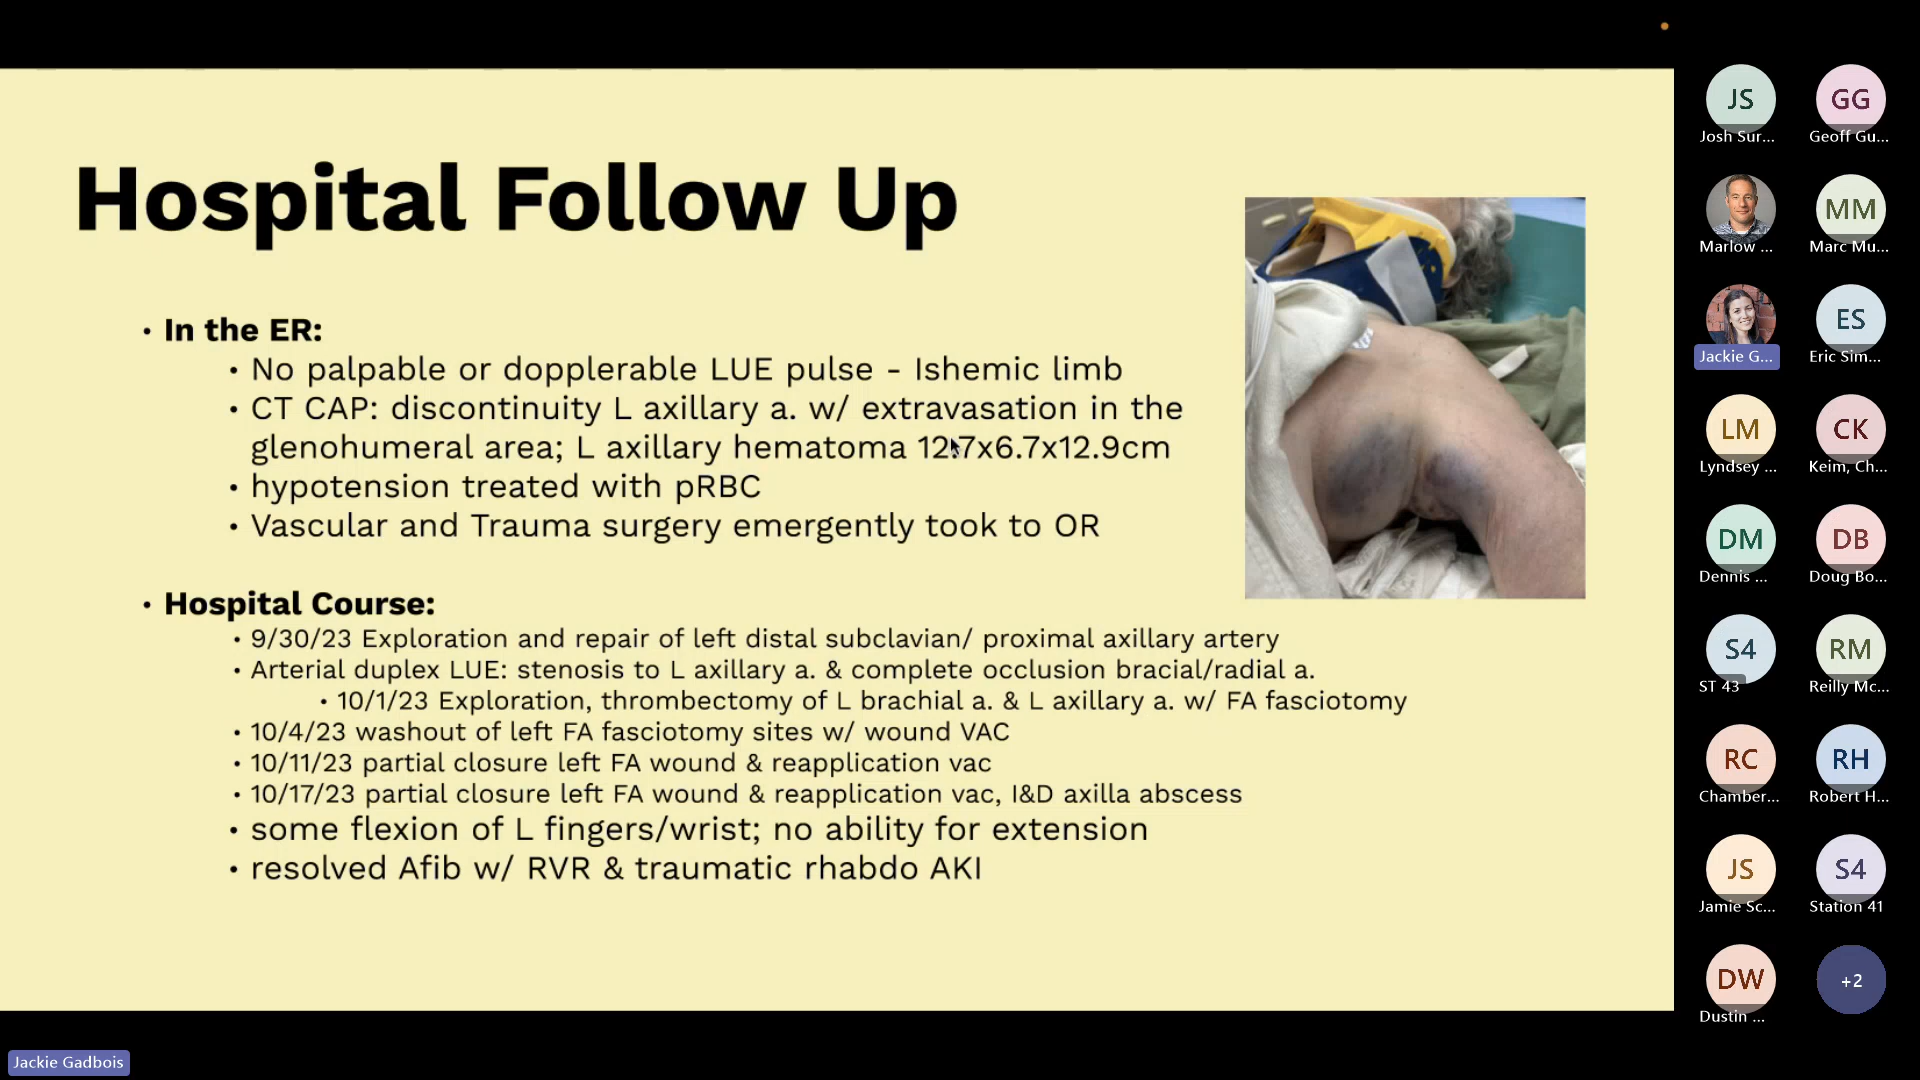 Hospital Follow Up
• In the ER:
• No palpable or dopplerable LUE pulse - Ishemic limb
• CT CAP: discontinuity L axillary a. w/ extravasation in the
glenohumeral area; L axillary hematoma 12.7x6.7x12.9cm
• hypotension treated with pRBC
• Vascular and Trauma surgery emergently took to OR
• Hospital Course:
• 9/30/23 Exploration and repair of left distal subclavian/ proximal axillary artery
• Arterial duplex LUE: stenosis to L axillary a. & complete occlusion bracial/radial a.
• 10/1/23 Exploration, thrombectomy of L brachial a. & L axillary a. w/ FA fasciotomy
• 10/4/23 washout of left FA fasciotomy sites w/ wound VAC
• 10/11/23 partial closure left FA wound & reapplication vac
• 10/17/23 partial closure left FA wound & reapplication vac, I&D axilla abscess
• some flexion of L fingers/wrist; no ability for extension
• resolved Afib w/ RVR & traumatic rhabdo AKI
JS GG
Josh Sur... Geoff Gu...
MM
Marlow ... Marc Mu...
ES
Jackie G... Eric Sim...
LM CK
Lyndsey ... Keim, Ch...
DM DB
Dennis ... Doug Bo...
S4 RM
ST 43 Reilly Mc...
RC RH
Chamber... Robert H...
JS S4
Jamie Sc... Station 41
DW +2
Dustin ...
Jackie Gadbois